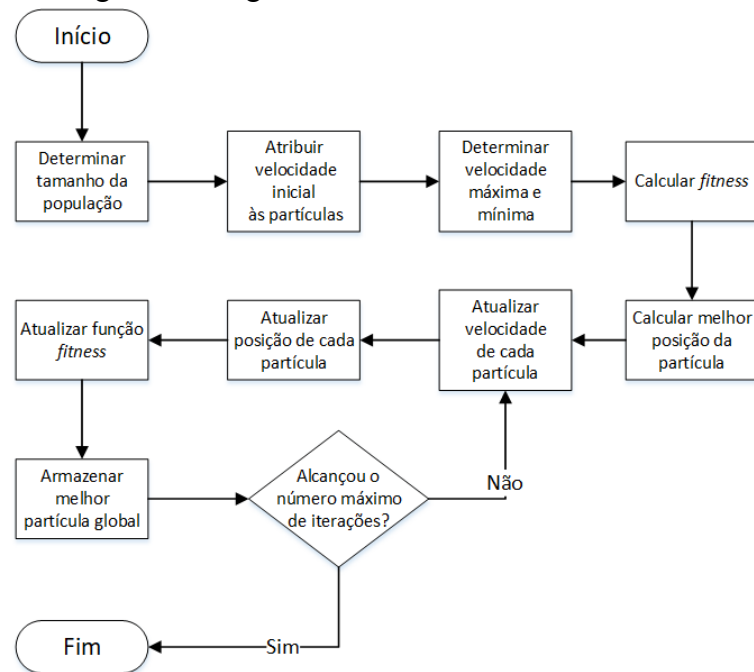 Início
Determinar
tamanho da
população
Atribuir
velocidade
inicial
às partículas
Determinar
velocidade
máxima e
mínima
Calcular fitness
Calcular melhor
posição da
partícula
Atualizar
velocidade
de cada
partícula
Atualizar
posição de cada
partícula
Atualizar função
fitness
Armazenar
melhor
partícula global
Alcançou o
número máximo
de iterações?
Não
Sim
Fim